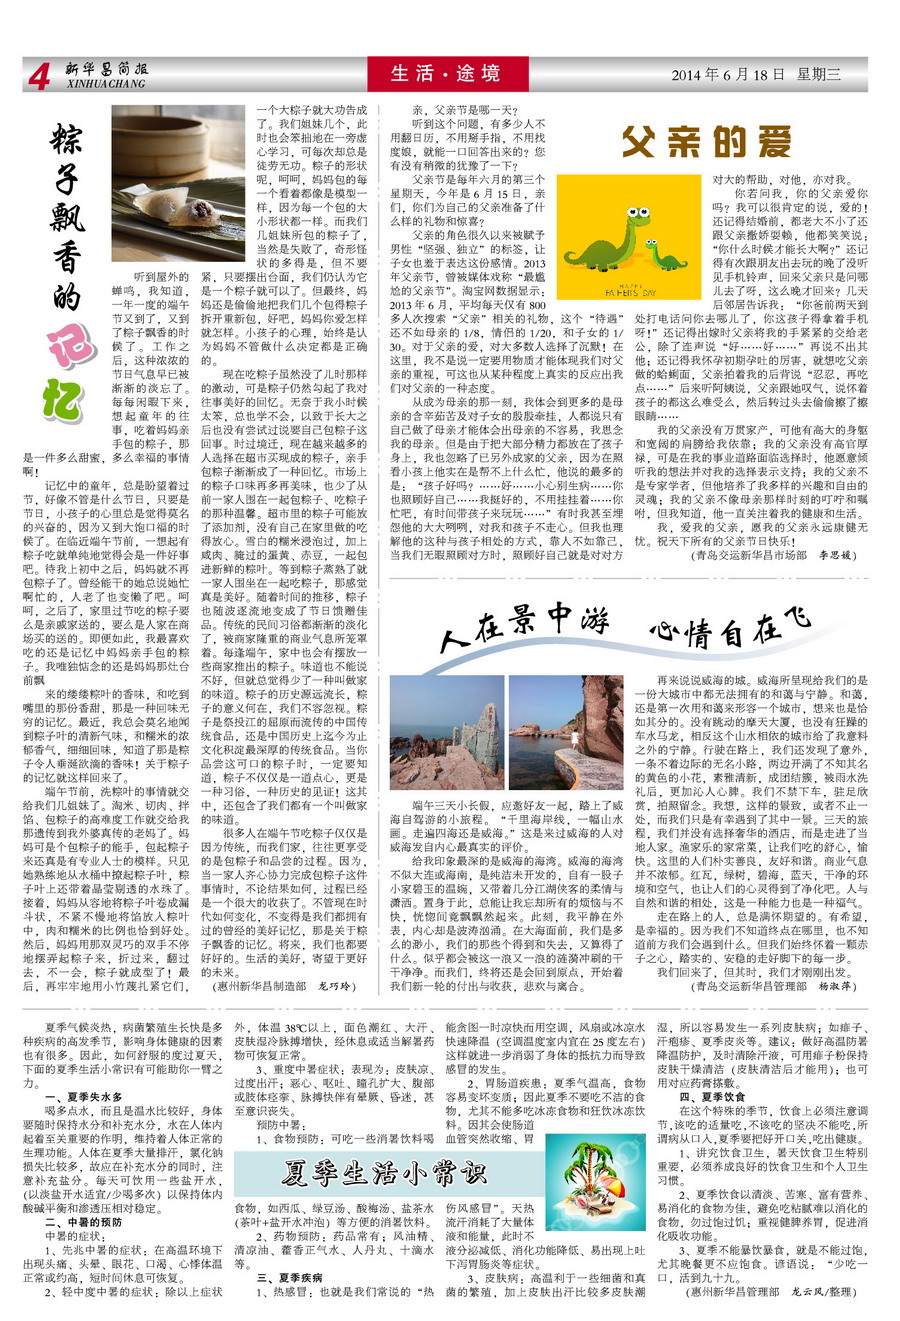 4
新华昌简报
XINHUACHANG
生活·途境
2014年6月18日 星期三
粽子飘香的
记忆
听到屋外的
蝉鸣，我知道，
一年一度的端午
节又到了，又到
了粽子飘香的时
候了。工作之
后，这种浓浓的
节日气息早已被
渐渐的淡忘了。
每每闲暇下来，
想起童年的往
事，吃着妈妈亲
手包的粽子，那
是一件多么甜蜜，多么幸福的事情
啊！
记忆中的童年，总是盼望着过
节，好像不管是什么节日，只要是
节日，小孩子的心里总是觉得莫名
的兴奋的，因为又到大饱口福的时
候了。在临近端午节前，一想起有
粽子吃就单纯地觉得会是一件好事
吧。待我上初中之后，妈妈就不再
包粽子了。曾经能干的她总说她忙
啊忙的，人老了也变懒了吧。呵
呵，之后了，家里过节吃的粽子要
么是亲戚家送的，要么是人家在商
场买的送的。即便如此，我最喜欢
吃的还是记忆中妈妈亲手包的粽
子。我唯独惦念的还是妈妈那灶台
前飘
来的缕缕粽叶的香味，和吃到
嘴里的那份香甜，那是一种回味无
穷的记忆。最近，我总会莫名地闻
到粽子叶的清新气味，和糯米的浓
郁香气，细细回味，知道了那是粽
子令人垂涎欲滴的香味！关于粽子
的记忆就这样回来了。
端午节前，洗粽叶的事情就交
给我们几姐妹了。淘米、切肉、拌
馅、包粽子的高难度工作就交给我
那遗传到我外婆真传的老妈了。妈
妈可是个包粽子的能手，包起粽子
来还真是有专业人士的模样。只见
她熟练地从水桶中撩起粽子叶，粽
子叶上还带着晶莹剔透的水珠了。
接着，妈妈从容地将粽子叶卷成漏
斗状，不紧不慢地将馅放入粽叶
中，肉和糯米的比例也恰到好处。
然后，妈妈用那双灵巧的双手不停
地摆弄起粽子来，折过来，翻过
去，不一会，粽子就成型了！最
后，再牢牢地用小竹蔑扎紧它们，
一个大粽子就大功告成
了。我们姐妹几个，此
时也会笨拙地在一旁虚
心学习，可每次却总是
徒劳无功。粽子的形状
呢，呵呵，妈妈包的每
一个看着都像是模型一
样，因为每一个包的大
小形状都一样。而我们
几姐妹所包的粽子了，
当然是失败了，奇形怪
状的多得是，但不要
紧，只要摆出台面，我们仍认为它
是一个粽子就可以了。但最终，妈
妈还是偷偷地把我们几个包得粽子
拆开重新包，好吧，妈妈你爱怎样
就怎样。小孩子的心理，始终是认
为妈妈不管做什么决定都是正确
的。
现在吃粽子虽然没了儿时那样
的激动，可是粽子仍然勾起了我对
往事美好的回忆。无奈于我小时候
太笨，总也学不会，以致于长大之
后也没有尝试过说要自己包粽子这
回事。时过境迁，现在越来越多的
人选择在超市买现成的粽子，亲手
包粽子渐渐成了一种回忆。市场上
的粽子口味再多再美味，也少了从
前一家人围在一起包粽子、吃粽子
的那种温馨。超市里的粽子可能放
了添加剂，没有自己在家里做的吃
得放心。雪白的糯米浸泡过，加上
咸肉、腌过的蛋黄、赤豆，一起包
进新鲜的粽叶。等到粽子蒸熟了就
一家人围坐在一起吃粽子，那感觉
真是美好。随着时间的推移，粽子
也随波逐流地变成了节日馈赠佳
品。传统的民间习俗都渐渐的淡化
了，被商家隆重的商业气息所笼罩
着。每逢端午，家中也会有摆放一
些商家推出的粽子。味道也不能说
不好，但就总觉得少了一种叫做家
的味道。粽子的历史源远流长，粽
子的意义何在，我们不容忽视。粽
子是祭投江的屈原而流传的中国传
统食品，还是中国历史上迄今为止
文化积淀最深厚的传统食品。当你
品尝这可口的粽子时，一定要知
道，粽子不仅仅是一道点心，更是
一种习俗，一种历史的见证！这其
中，还包含了我们都有一个叫做家
的味道。
很多人在端午节吃粽子仅仅是
因为传统，而我们家，往往更享受
的是包粽子和品尝的过程。因为，
当一家人齐心协力完成包粽子这件
事情时，不论结果如何，过程已经
是一个很大的收获了。不管现在时
代如何变化，不变得是我们都拥有
过的曾经的美好记忆，那是关于粽
子飘香的记忆。将来，我们也都要
好好的。生活的美好，寄望于更好
的未来。
（惠州新华昌制造部 龙巧玲）
父亲的爱
亲，父亲节是哪一天？
听到这个问题，有多少人不
用翻日历，不用掰手指，不用找
度娘，就能一口回答出来的？您
有没有稍微的犹豫了一下？
父亲节是每年六月的第三个
星期天，今年是6月15日，亲
们，你们为自己的父亲准备了什
么样的礼物和惊喜？
父亲的角色很久以来被赋予
男性“坚强、独立”的标签，让
子女也羞于表达这份感情。2013
年父亲节，曾被媒体戏称“最尴
尬的父亲节”。淘宝网数据显示：
2013年6月，平均每天仅有800
多人次搜索“父亲”相关的礼物，这个“待遇”
还不如母亲的1/8，情侣的1/20，和子女的1/
30。对于父亲的爱，对大多数人选择了沉默！在
这里，我不是说一定要用物质才能体现我们对父
亲的重视，可这也从某种程度上真实的反应出我
们对父亲的一种态度。
从成为母亲的那一刻，我体会到更多的是母
亲的含辛茹苦及对子女的殷殷牵挂，人都说只有
自己做了母亲才能体会出母亲的不容易，我思念
我的母亲。但是由于把大部分精力都放在了孩子
身上，我也忽略了已另外成家的父亲，因为在照
看小孩上他实在是帮不上什么忙，他说的最多的
是：“孩子好吗？……好……小心别生病……你
也照顾好自己……我挺好的，不用挂挂着……你
忙吧，有时间带孩子来玩玩……”有时我甚至埋
怨他的大大咧咧，对我和孩子不走心。但我也理
解他的这种与孩子相处的方式，靠人不如靠己，
当我们无暇照顾对方时，照顾好自己就是对对方
HAPPY
FATHER'S DAY
对大的帮助，对他，亦对我。
你若问我，你的父亲爱你
吗？我可以很肯定的说，爱的！
还记得结婚前，都老大不小了还
跟父亲撒娇耍赖，他都笑笑说：
“你什么时候才能长大啊？”还记
得有次跟朋友出去玩的晚了没听
见手机铃声，回来父亲只是问哪
儿去了呀，这么晚才回来？几天
后邻居告诉我：“你爸前两天到
处打电话问你去哪儿了，你这孩子得拿着手机
呀！”还记得出嫁时父亲将我的手紧紧的交给老
公，除了连声说“好……好……”再说不出其
他；还记得我怀孕初期孕吐的厉害，就想吃父亲
做的蛤蜊面，父亲拍着我的后背说“忍忍，再吃
点……”后来听阿姨说，父亲跟她叹气，说怀着
孩子的都这么难受么，然后转过头去偷偷擦了擦
眼睛……
我的父亲没有万贯家产，可他有高大的身躯
和宽阔的肩膀给我依靠；我的父亲没有高官厚
禄，可是在我的事业道路面临选择时，他愿意倾
听我的想法并对我的选择表示支持；我的父亲不
是专家学者，但他培养了我多样的兴趣和自由的
灵魂；我的父亲不像母亲那样时刻的叮咛和嘱
咐，但我知道，他一直关注着我的健康和生活。
我，爱我的父亲，愿我的父亲永远康健无
忧。祝天下所有的父亲节日快乐！
（青岛交运新华昌市场部 李思媛）
人在景中游 心情自在飞
端午三天小长假，应邀好友一起，踏上了威
海自驾游的小旅程。“千里海岸线，一幅山水
画。走遍四海还是威海。”这是来过威海的人对
威海发自内心最真实的评价。
给我印象最深的是威海的海湾。威海的海湾
不似大连或海南，是纯洁未开发的，自有一股子
小家碧玉的温婉，又带着几分江湖侠客的柔情与
潇洒。置身于此，总能让我忘却所有的烦恼与不
快，恍惚间竟飘飘然起来。此刻，我平静在外
表，内心却是波涛汹涌。在大海面前，我们是多
么的渺小，我们的那些个得到和失去，又算得了
什么。似乎都会被这一浪又一浪的涟漪冲刷的干
干净净。而我们，终将还是会回到原点，开始着
我们新一轮的付出与收获，悲欢与离合。
再来说说威海的城。威海所呈现给我们的是
一份大城市中都无法拥有的和蔼与宁静。和蔼，
还是第一次用和蔼来形容一个城市，想来也是恰
如其分的。没有跳动的摩天大厦，也没有狂躁的
车水马龙，相反这个山水相依的城市给了我意料
之外的宁静。行驶在路上，我们还发现了意外，
一条不着边际的无名小路，两边开满了不知其名
的黄色的小花，素雅清新，成团结簇，被雨水洗
礼后，更加沁人心脾。我们不禁下车，驻足欣
赏，拍照留念。我想，这样的景致，或者不止一
处，而我们只是有幸遇到了其中一景。三天的旅
程，我们并没有选择奢华的酒店，而是走进了当
地人家。渔家乐的家常菜，让我们吃的舒心，愉
快。这里的人们朴实善良，友好和谐。商业气息
并不浓郁。红瓦，绿树，碧海，蓝天，干净的环
境和空气，也让人们的心灵得到了净化吧。人与
自然和谐的相处，这是一种能力也是一种福气。
走在路上的人，总是满怀期望的。有希望，
是幸福的。因为我们不知道终点在哪里，也不知
道前方我们会遇到什么。但我们始终怀着一颗赤
子之心，踏实的、安稳的走好脚下的每一步。
我们回来了，但其时，我们才刚刚出发。
（青岛交运新华昌管理部 杨淑萍）
夏季气候炎热，病菌繁殖生长快是多
种疾病的高发季节，影响身体健康的因素
也有很多。因此，如何舒服的度过夏天，
下面的夏季生活小常识有可能助你一臂之
力。
一、夏季失水多
喝多点水，而且是温水比较好，身体
要随时保持水分和补充水分，水在人体内
起着至关重要的作明，维持着人体正常的
生理功能。人体在夏季大量排汗，氯化钠
损失比较多，故应在补充水分的同时，注
意补充盐分。每天可饮用一些盐开水，
（以淡盐开水适宜/少喝多次）以保持体内
酸碱平衡和渗透压相对稳定。
二、中暑的预防
中暑的症状：
1、先兆中暑的症状：在高温环境下
出现头痛、头晕、眼花、口渴、心悸体温
正常或约高，短时间休息可恢复。
2、轻中度中暑的症状：除以上症状
外，体温38℃以上，面色潮红、大汗、
皮肤湿冷脉搏增快，经休息或适当解暑药
物可恢复正常。
3、重度中暑症状：表现为：皮肤凉、
过度出汗；恶心、呕吐、瞳孔扩大、腹部
或肢体痉挛、脉搏快伴有晕厥、昏迷，甚
至意识丧失。
预防中暑：
1、食物预防：可吃一些消暑饮料喝
夏季生活小常识
食物，如西瓜、绿豆汤、酸梅汤、盐茶水
（茶叶+盐开水冲泡）等方便的消暑饮料。
2、药物预防：药品常有；风油精、
清凉油、藿香正气水、人丹丸、十滴水
等。
三、夏季疾病
1、热感冒：也就是我们常说的“热
能贪图一时凉快而用空调，风扇或冰凉水
快速降温（空调温度室内宜在25度左右）
这样就进一步消弱了身体的抵抗力而导致
感冒的发生。
2、胃肠道疾患：夏季气温高，食物
容易变坏变质；因此夏季不要吃不洁的食
物，尤其不能多吃冰冻食物和狂饮冰冻饮
料。因其会使肠道
血管突然收缩、胃
伤风感冒”。天热
流汗消耗了大量体
液和能量，此时不
液分泌减低、消化功能降低、易出现上吐
下泻胃肠炎等症状。
3、皮肤病：高温利于一些细菌和真
菌的繁殖，加上皮肤出汗比较多皮肤潮
湿，所以容易发生一系列皮肤病；如痱子、
汗疱疹、夏季皮炎等。建议：做好高温防暑
降温防护，及时清除汗液，可用痱子粉保持
皮肤干燥清洁（皮肤清洁后才能用）；也可
用对应药膏搽敷。
四、夏季饮食
在这个特殊的季节，饮食上必须注意调
节，该吃的适量吃，不该吃的坚决不能吃，所
谓病从口入，夏季要把好开口关，吃出健康。
1、讲究饮食卫生，暑天饮食卫生特别
重要，必须养成良好的饮食卫生和个人卫生
习惯。
2、夏季饮食以清淡、苦寒、富有营养、
易消化的食物为佳，避免吃粘腻难以消化的
食物，勿过饱过饥；重视健脾养胃，促进消
化吸收功能。
3、夏季不能暴饮暴食，就是不能过饱，
尤其晚餐更不应饱食。谚语说：“少吃一
口，活到九十九。
（惠州新华昌管理部 龙云凤/整理）